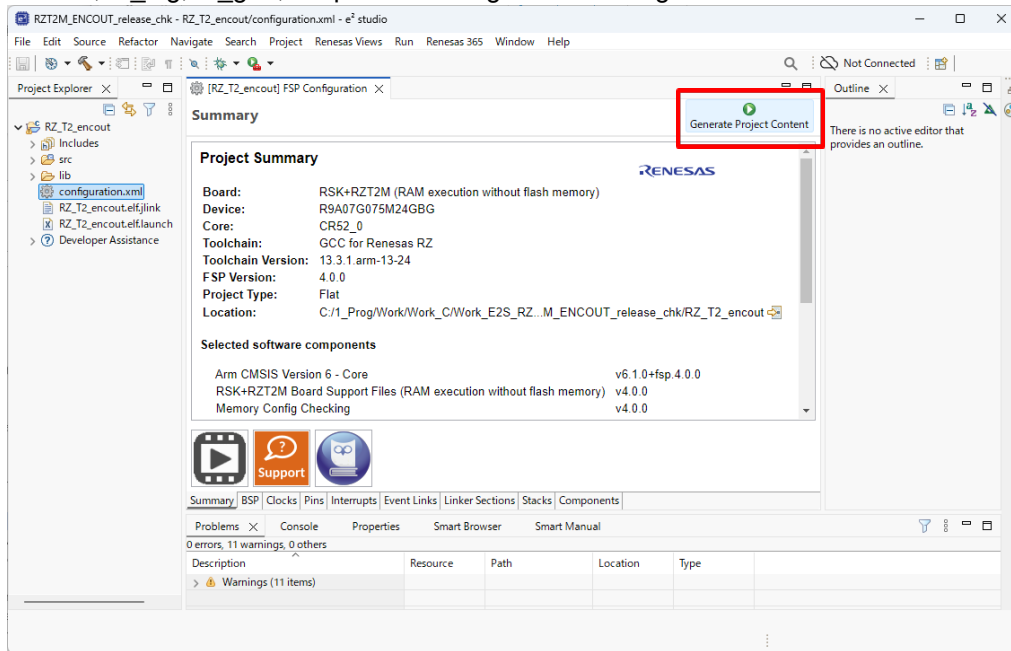 RZT2M_ENCOUT_release_chk - RZ_T2_encout/configuration.xml - e² studio
File Edit Source Refactor Navigate Search Project Renesas Views Run Renesas 365 Window Help
Not Connected
Project Explorer
[RZ_T2_encout] FSP Configuration
Outline
Summary
Generate Project Content
There is no active editor that
provides an outline.
RZ_T2_encout
Includes
src
lib
configuration.xml
RZ_T2_encout.elf.jlink
RZ_T2_encout.elf.launch
Developer Assistance
Project Summary
RENESAS
Board: RSK+RZT2M (RAM execution without flash memory)
Device: R9A07G075M24GBG
Core: CR52_0
Toolchain: GCC for Renesas RZ
Toolchain Version: 13.3.1.arm-13-24
FSP Version: 4.0.0
Project Type: Flat
Location: C:/1_Prog/Work/Work_C/Work_E2S_RZ...M_ENCOUT_release_chk/RZ_T2_encout
Selected software components
Arm CMSIS Version 6 - Core v6.1.0+fsp.4.0.0
RSK+RZT2M Board Support Files (RAM execution without flash memory) v4.0.0
Memory Config Checking v4.0.0
Support
Summary BSP Clocks Pins Interrupts Event Links Linker Sections Stacks Components
Problems Console Properties Smart Browser Smart Manual
0 errors, 11 warnings, 0 others
Description Resource Path Location Type
Warnings (11 items)